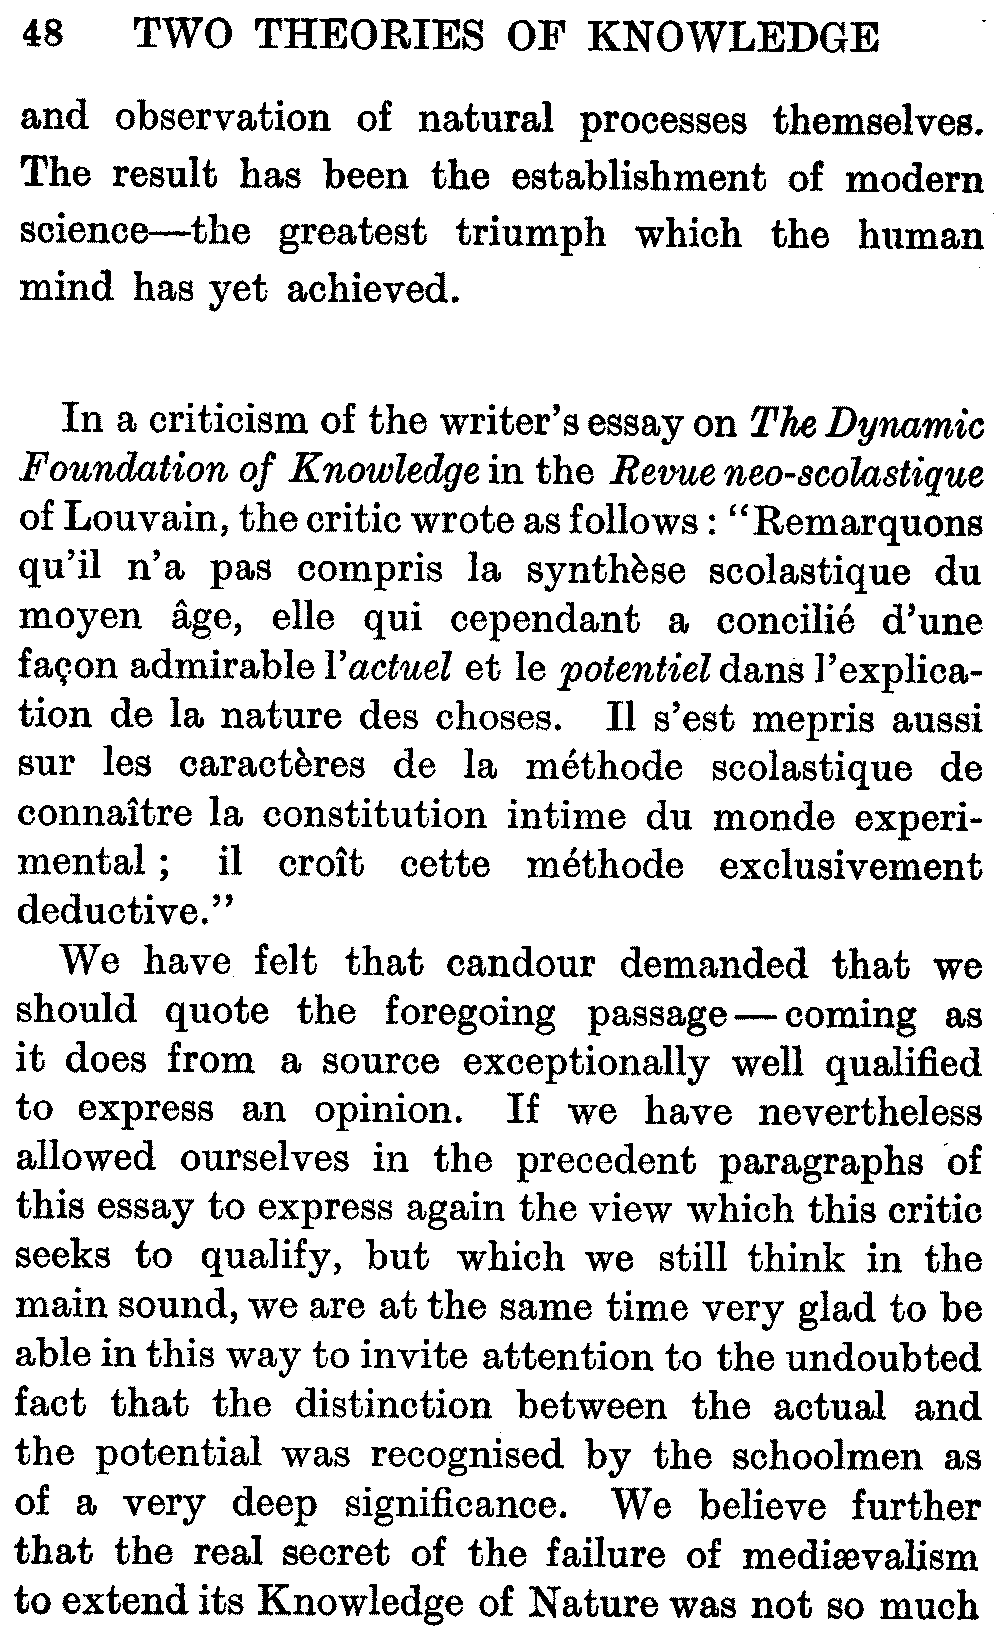 48 TWO THEORIES OF KNOWLEDGE
and observation of natural processes themselves.
The result has been the establishment of modern
science—the greatest triumph which the human
mind has yet achieved.
In a criticism of the writer's essay on The Dynamic
Foundation of Knowledge in the Revue neo-scolastique
of Louvain, the critic wrote as follows: “Remarquons
qu'il n'a pas compris la synthèse scolastique du
moyen âge, elle qui cependant a concilié d'une
façon admirable l'actuel et le potentiel dans l'explica-
tion de la nature des choses. Il s'est mepris aussi
sur les caractères de la méthode scolastique de
connaître la constitution intime du monde experi-
mental; il croît cette méthode exclusivement
deductive.”
We have felt that candour demanded that we
should quote the foregoing passage—coming as
it does from a source exceptionally well qualified
to express an opinion. If we have nevertheless
allowed ourselves in the precedent paragraphs of
this essay to express again the view which this critic
seeks to qualify, but which we still think in the
main sound, we are at the same time very glad to be
able in this way to invite attention to the undoubted
fact that the distinction between the actual and
the potential was recognised by the schoolmen as
of a very deep significance. We believe further
that the real secret of the failure of mediævalism
to extend its Knowledge of Nature was not so much